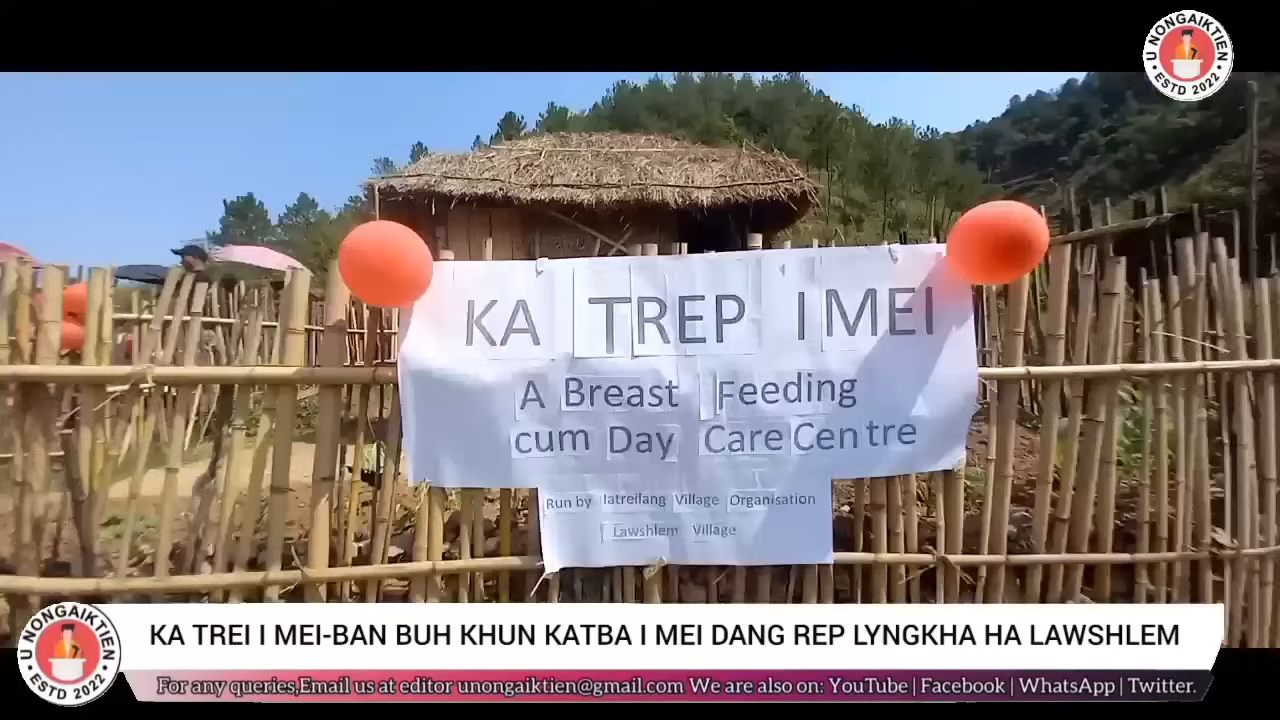 U NONGAIKTIEN
ESTD 2022
KA TREP I MEI
A Breast Feeding
cum Day Care Centre
Run by Iatreilang Village Organisation
Lawshlem Village
U NONGAIKTIEN
ESTD 2022
KA TREI I MEI-BAN BUH KHUN KATBA I MEI DANG REP LYNGKHA HA LAWSHLEM
For any queries,Email us at editor unongaiktien@gmail.com We are also on: YouTube | Facebook | WhatsApp | Twitter.